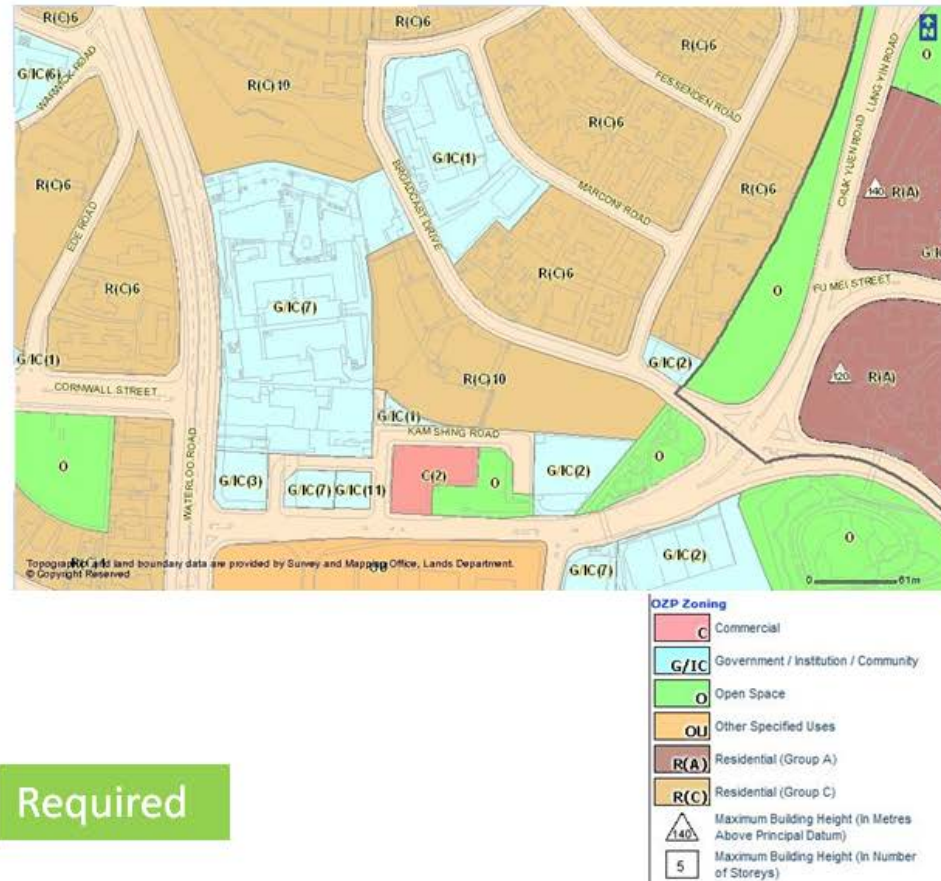 R(C)6
R(C)6
G/IC(6)
WARWICK ROAD
R(C)10
FESSENDEN ROAD
LUNG YIN ROAD
O
N
R(C)6
G/IC(1)
R(C)6
EDE ROAD
BROADCAST DRIVE
MARCONI ROAD
R(C)6
CHUK YUEN ROAD
140
R(A)
R(C)6
R(C)6
O
FU MEI STREET
G/IC(7)
G/IC(1)
G/IC(2)
CORNWALL STREET
R(C)10
120
R(A)
G/IC(1)
KAM SHING ROAD
O
WATERLOO ROAD
G/IC(3)
G/IC(7)
G/IC(11)
C(2)
O
G/IC(2)
O
O
G/IC(7)
G/IC(2)
Topographic and land boundary data are provided by Survey and Mapping Office, Lands Department.
© Copyright Reserved
0 61m
OZP Zoning
C Commercial
G/IC Government / Institution / Community
O Open Space
OU Other Specified Uses
R(A) Residential (Group A)
R(C) Residential (Group C)
140 Maximum Building Height (In Metres
Above Principal Datum)
5 Maximum Building Height (In Number
of Storeys)
Required